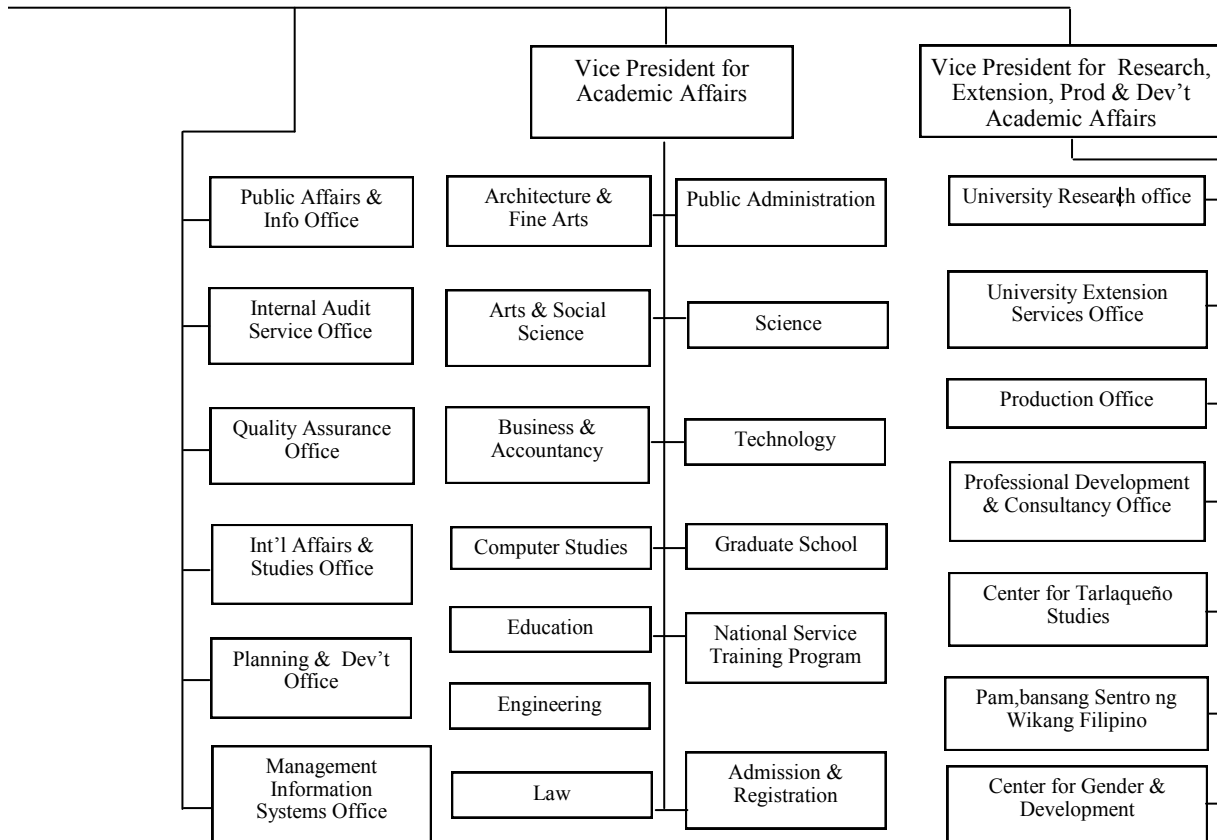 Vice President for
Academic Affairs
Vice President for Research,
Extension, Prod & Dev't
Academic Affairs
Public Affairs &
Info Office
Internal Audit
Service Office
Quality Assurance
Office
Int'l Affairs &
Studies Office
Planning & Dev't
Office
Management
Information
Systems Office
Architecture &
Fine Arts
Arts & Social
Science
Business &
Accountancy
Computer Studies
Education
Engineering
Law
Public Administration
Science
Technology
Graduate School
National Service
Training Program
Admission &
Registration
University Research office
University Extension
Services Office
Production Office
Professional Development
& Consultancy Office
Center for Tarlaqueño
Studies
Pam,bansang Sentro ng
Wikang Filipino
Center for Gender &
Development